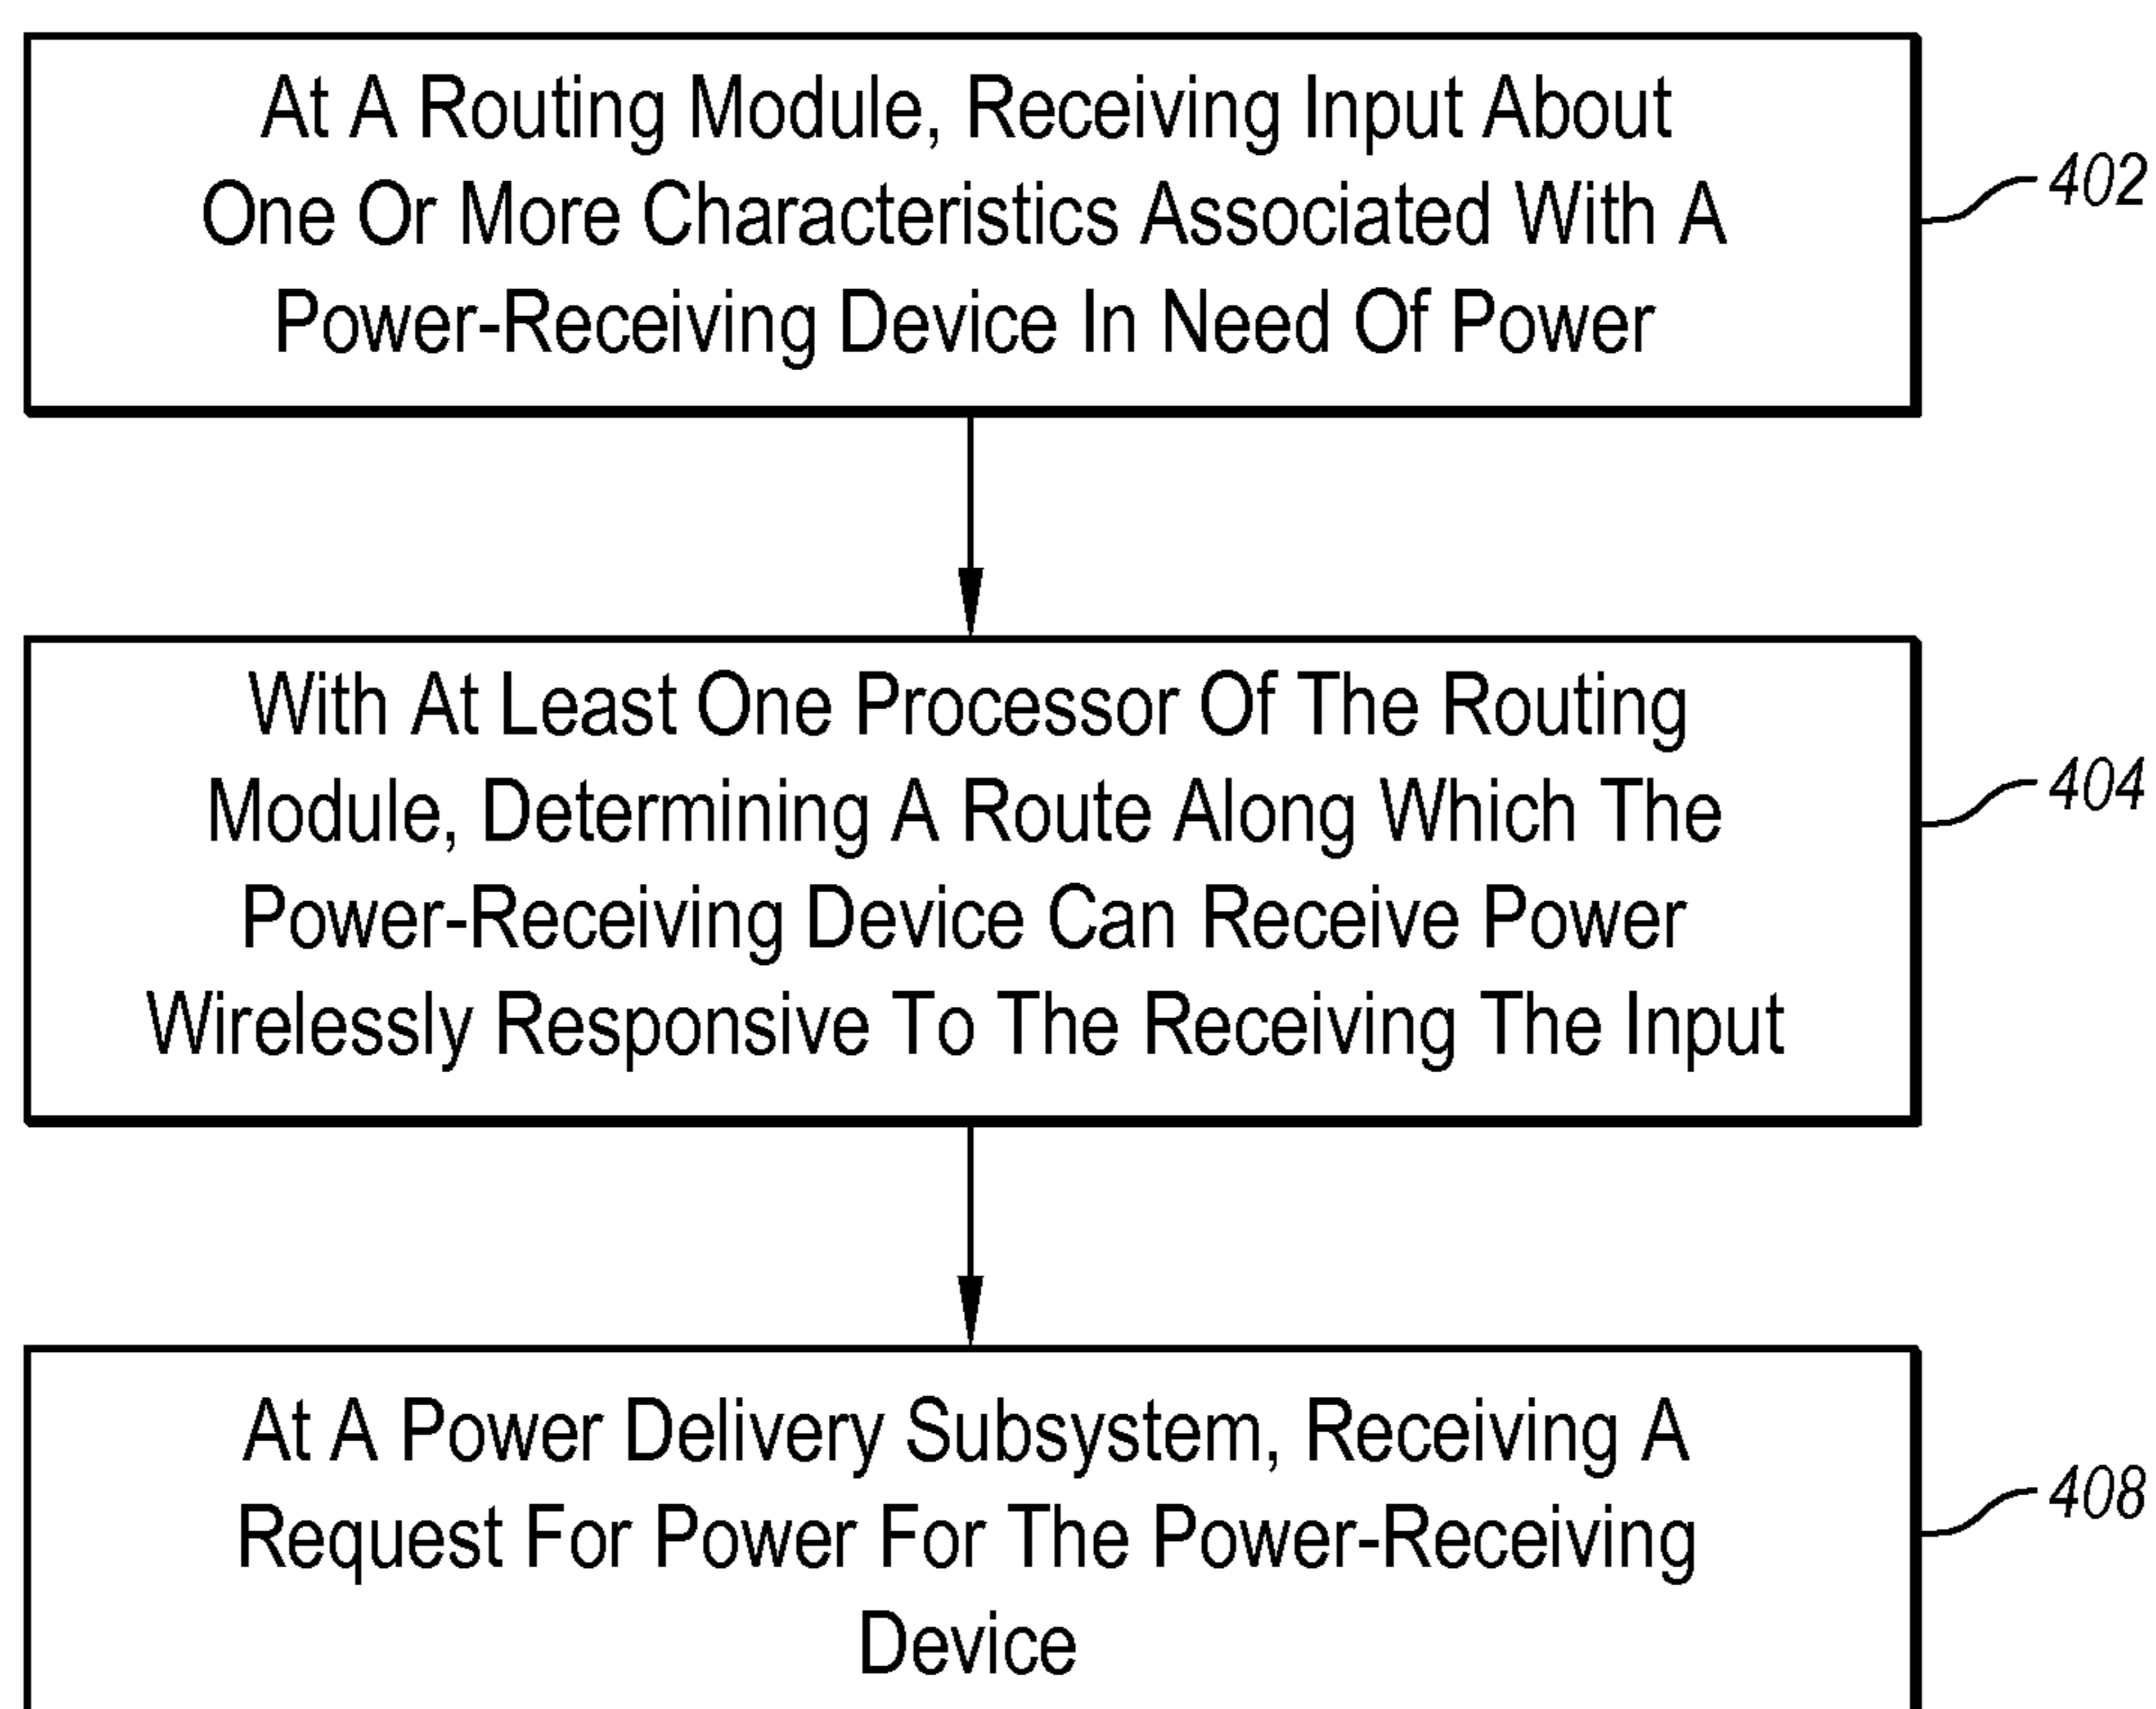 At A Routing Module, Receiving Input About
One Or More Characteristics Associated With A
Power-Receiving Device In Need Of Power
402
With At Least One Processor Of The Routing
Module, Determining A Route Along Which The
Power-Receiving Device Can Receive Power
Wirelessly Responsive To The Receiving The Input
404
At A Power Delivery Subsystem, Receiving A
Request For Power For The Power-Receiving
Device
408